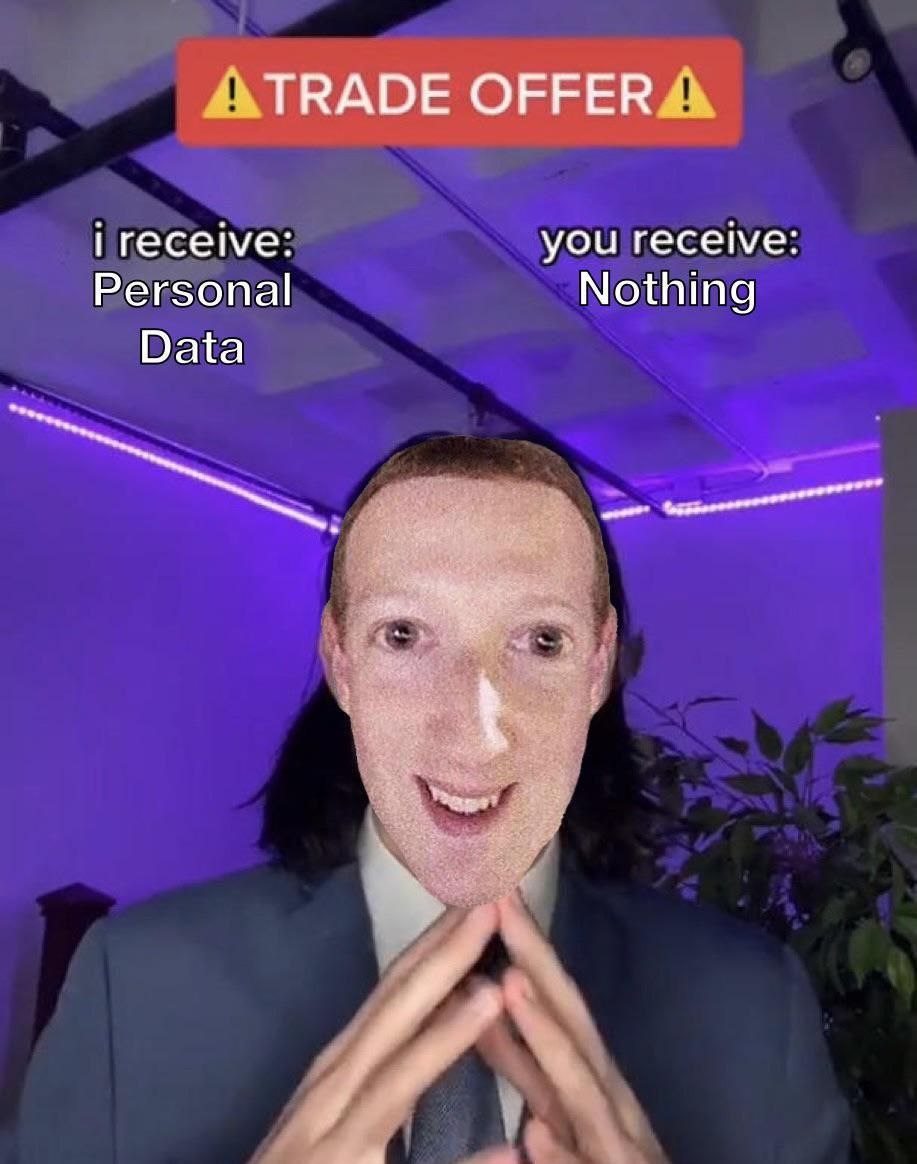 ⚠️TRADE OFFER⚠️
i receive:
Personal
Data
you receive:
Nothing